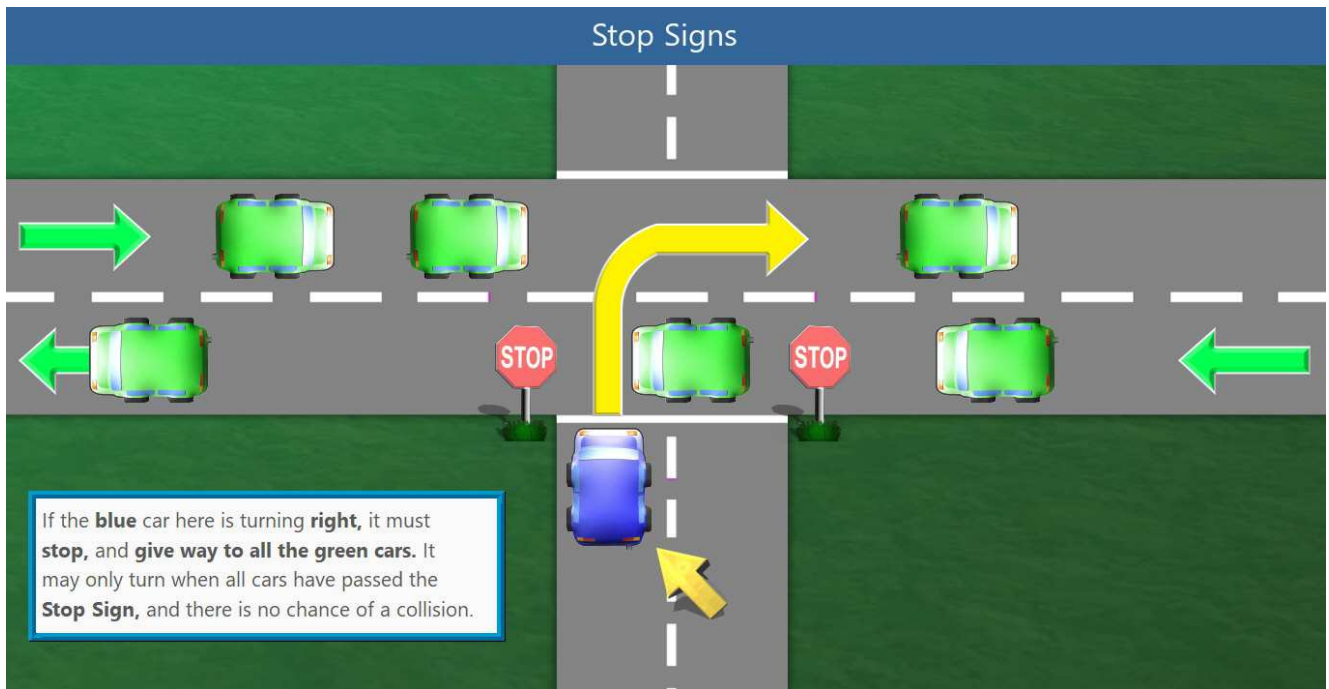 Stop Signs
STOP
STOP
If the blue car here is turning right, it must
stop, and give way to all the green cars. It
may only turn when all cars have passed the
Stop Sign, and there is no chance of a collision.